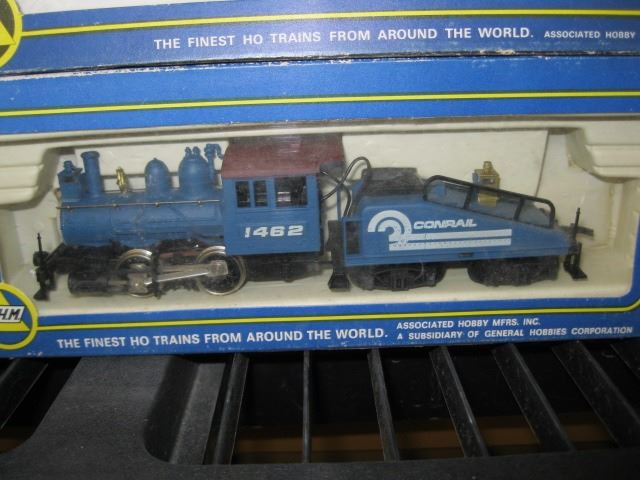 THE FINEST HO TRAINS FROM AROUND THE WORLD. ASSOCIATED HOBBY
1462
CONRAIL
H.M.
THE FINEST HO TRAINS FROM AROUND THE WORLD.
ASSOCIATED HOBBY MFRS. INC.
A SUBSIDIARY OF GENERAL HOBBIES CORPORATION